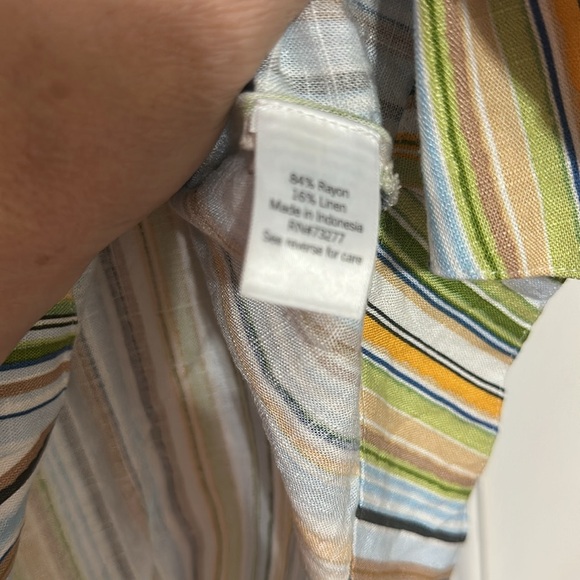 84% Rayon
16% Linen
Made in Indonesia
RN#73277
See reverse for care